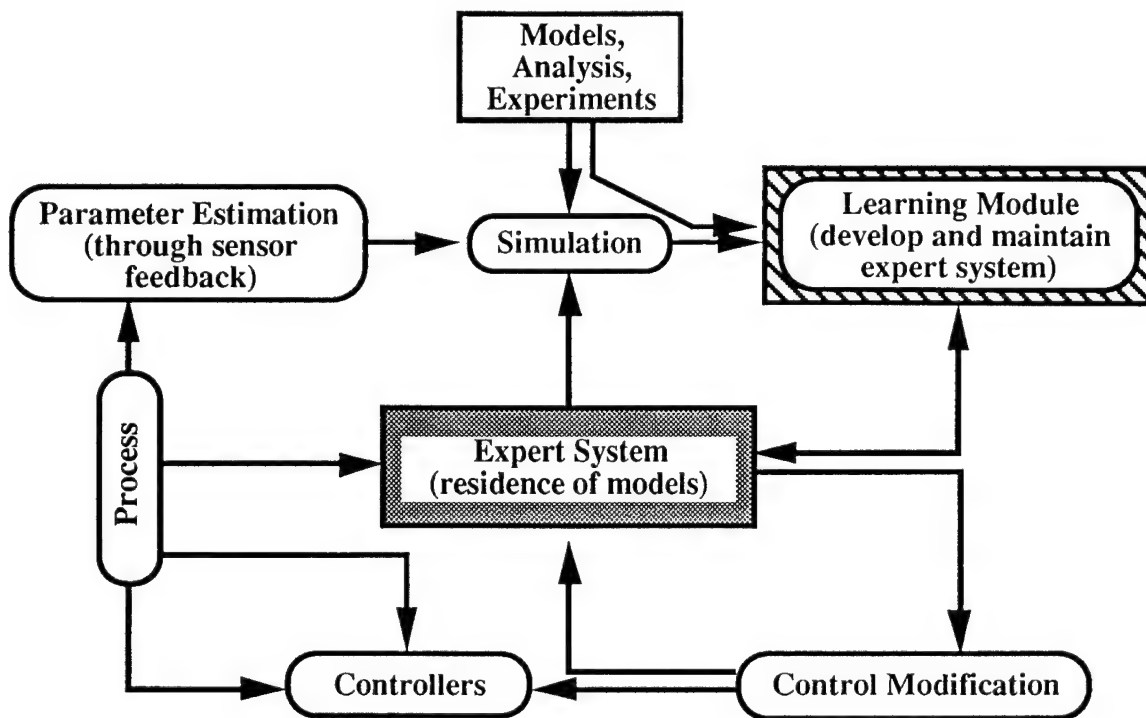 Models,
Analysis,
Experiments
Parameter Estimation
(through sensor
feedback)
Simulation
Learning Module
(develop and maintain
expert system)
Process
Expert System
(residence of models)
Controllers
Control Modification